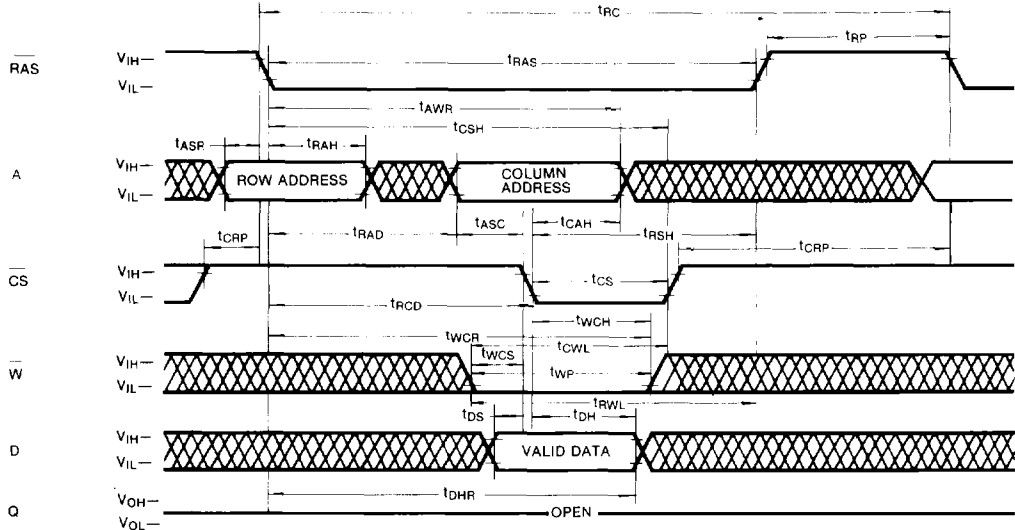 tRC
tRP
RAS
VIH—
VIL—
tRAS
tAWR
tCSH
tASR
tRAH
A
VIH—
VIL—
ROW ADDRESS
COLUMN
ADDRESS
tCRP
tRAD
tASC
tCAH
tRSH
tCRP
CS
VIH—
VIL—
tCS
tRCD
tWCH
tWCR
tCWL
W
VIH—
VIL—
tWCS
tWP
tRWL
tDS
tDH
D
VIH—
VIL—
VALID DATA
tDHR
Q
VOH—
VOL—
OPEN